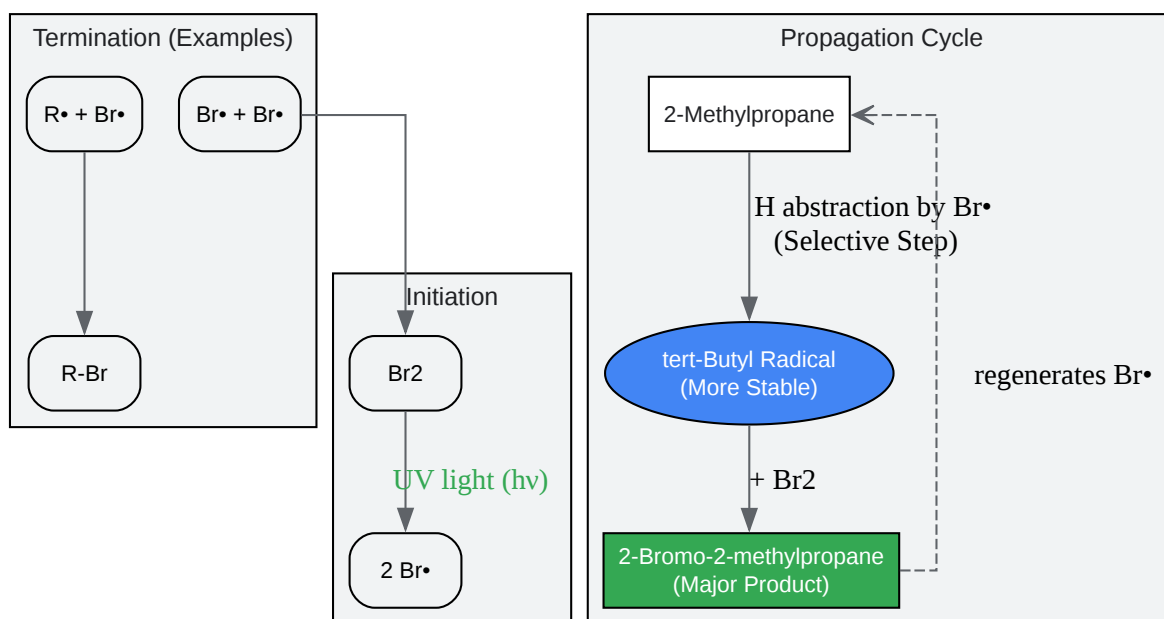 Termination (Examples)
R• + Br•
Br• + Br•
R-Br
Initiation
Br2
UV light (hν)
2 Br•
Propagation Cycle
2-Methylpropane
H abstraction by Br•
(Selective Step)
tert-Butyl Radical
(More Stable)
regenerates Br•
+ Br2
2-Bromo-2-methylpropane
(Major Product)